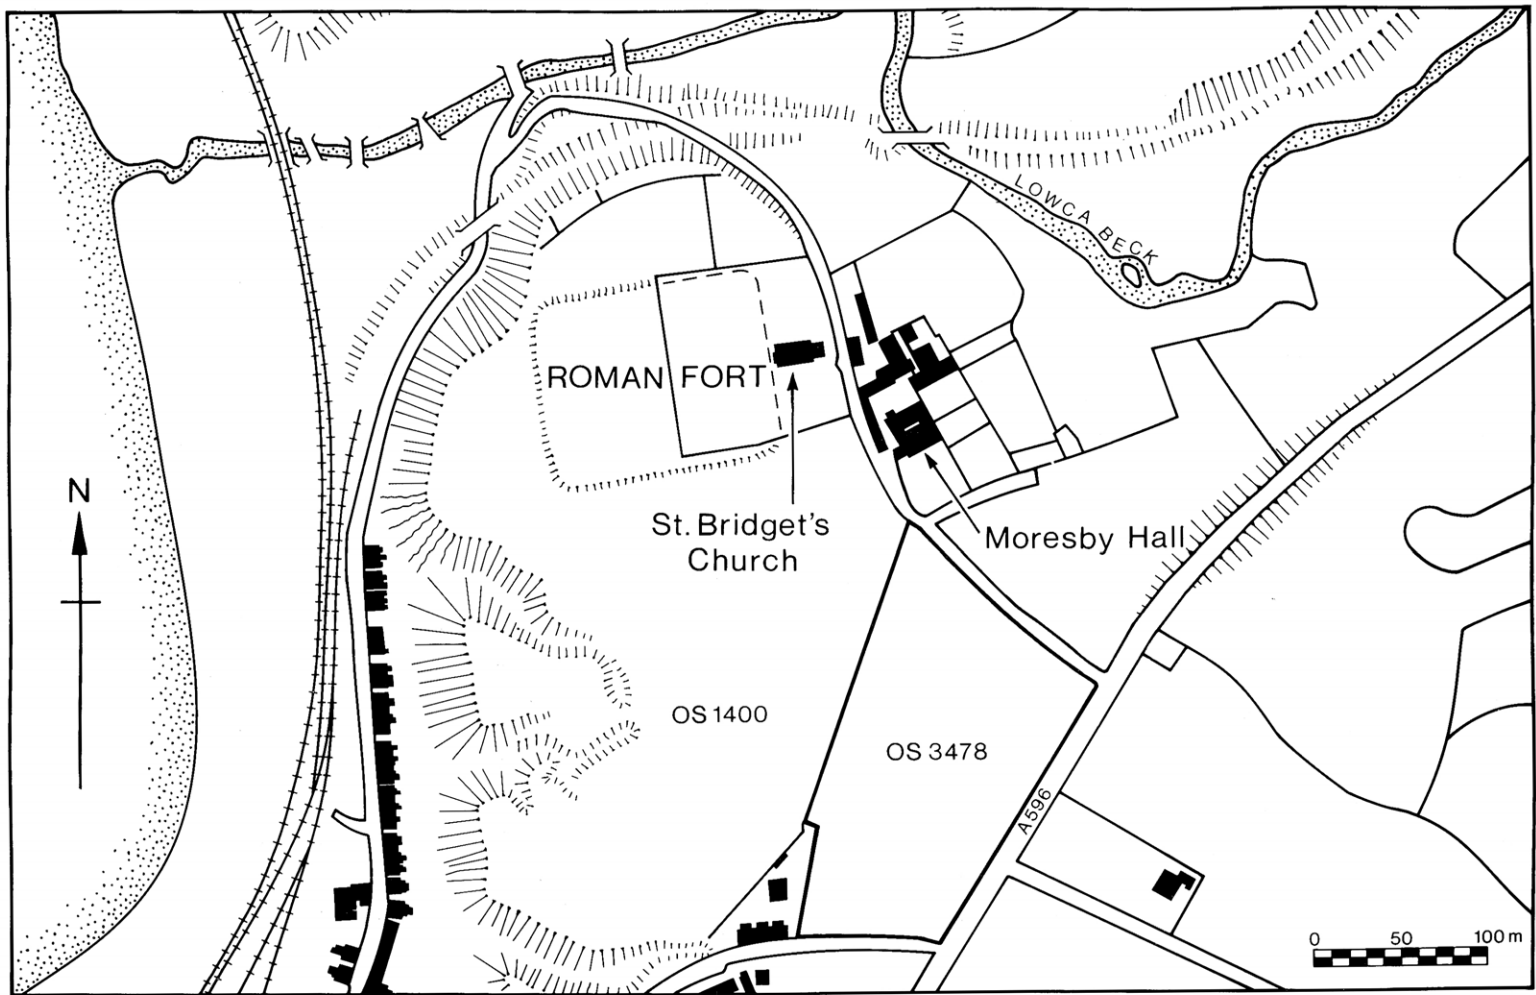 LOWCA BECK
ROMAN FORT
N
St. Bridget's
Church
Moresby Hall
OS 1400
OS 3478
A596
0 50 100 m